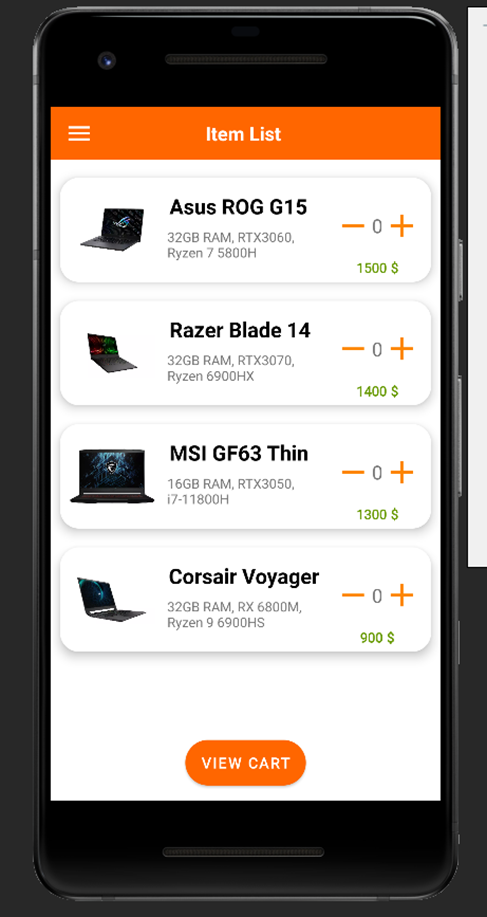 Item List
Asus ROG G15
32GB RAM, RTX3060,
Ryzen 7 5800H
0
1500 $
Razer Blade 14
32GB RAM, RTX3070,
Ryzen 6900HX
0
1400 $
MSI GF63 Thin
16GB RAM, RTX3050,
i7-11800H
0
1300 $
Corsair Voyager
32GB RAM, RX 6800M,
Ryzen 9 6900HS
0
900 $
VIEW CART